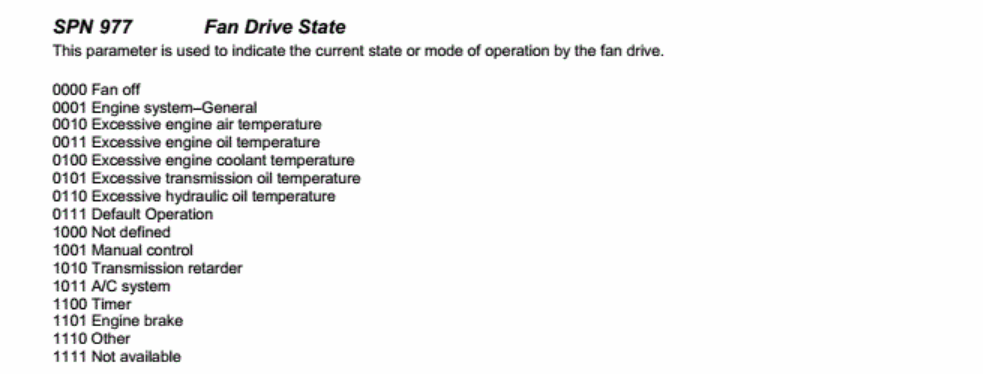 SPN 977 Fan Drive State
This parameter is used to indicate the current state or mode of operation by the fan drive.
0000 Fan off
0001 Engine system–General
0010 Excessive engine air temperature
0011 Excessive engine oil temperature
0100 Excessive engine coolant temperature
0101 Excessive transmission oil temperature
0110 Excessive hydraulic oil temperature
0111 Default Operation
1000 Not defined
1001 Manual control
1010 Transmission retarder
1011 A/C system
1100 Timer
1101 Engine brake
1110 Other
1111 Not available